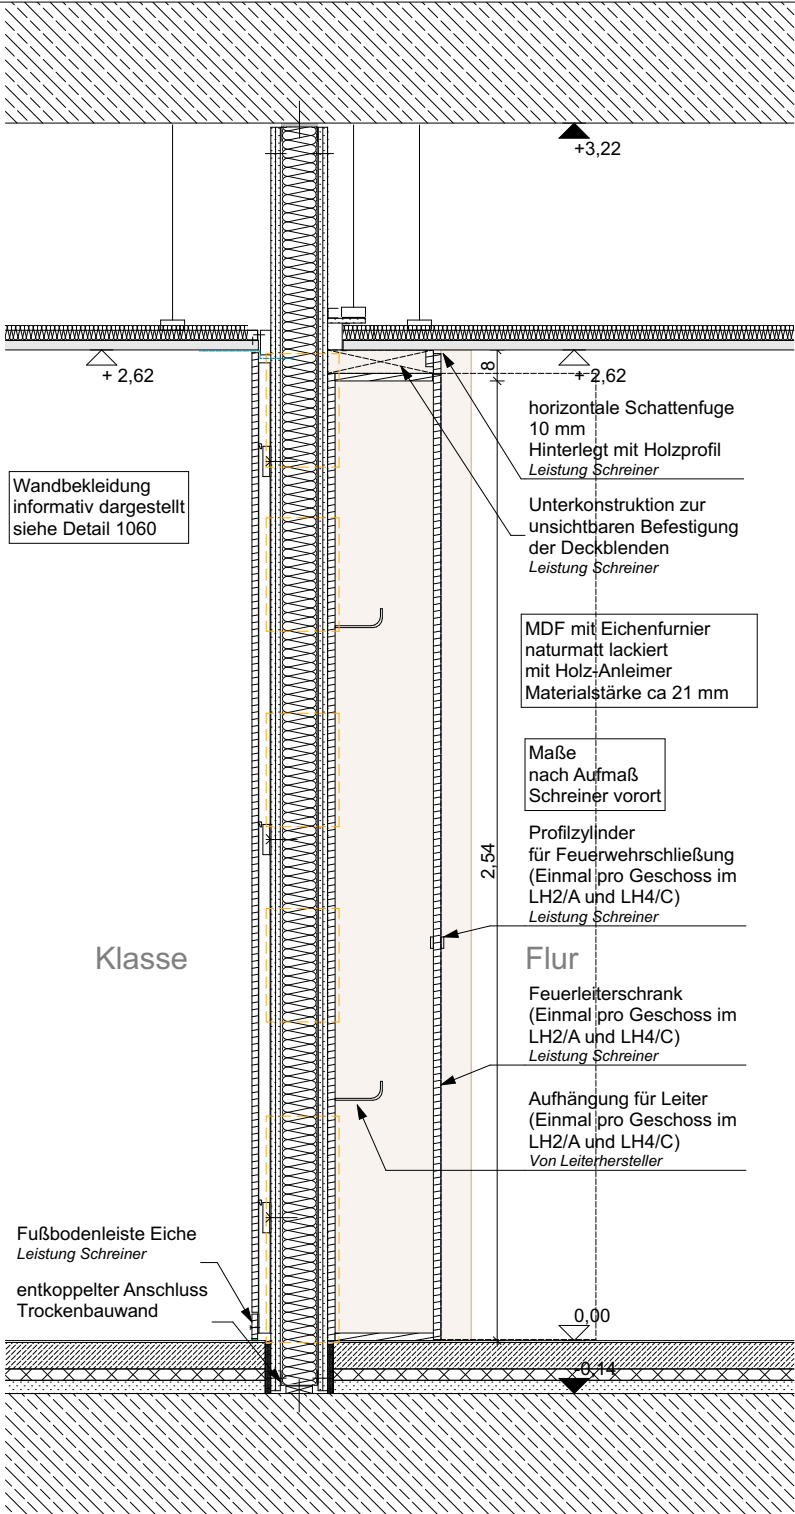 +3,22
+ 2,62
+ 2,62
8
horizontale Schattenfuge
10 mm
Hinterlegt mit Holzprofil
Leistung Schreiner
Wandbekleidung
informativ dargestellt
siehe Detail 1060
Unterkonstruktion zur
unsichtbaren Befestigung
der Deckblenden
Leistung Schreiner
MDF mit Eichenfurnier
naturmatt lackiert
mit Holz-Anleimer
Materialstärke ca 21 mm
Maße
nach Aufmaß
Schreiner vorort
2,54
Profilzylinder
für Feuerwehrschließung
(Einmal pro Geschoss im
LH2/A und LH4/C)
Leistung Schreiner
Klasse
Flur
Feuerleiterschrank
(Einmal pro Geschoss im
LH2/A und LH4/C)
Leistung Schreiner
Aufhängung für Leiter
(Einmal pro Geschoss im
LH2/A und LH4/C)
Von Leiterhersteller
Fußbodenleiste Eiche
Leistung Schreiner
entkoppelter Anschluss
Trockenbauwand
0,00
-0,14